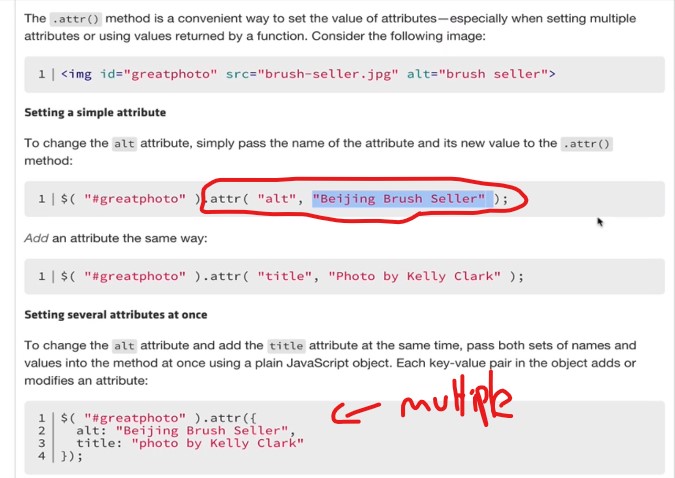 The .attr() method is a convenient way to set the value of attributes—especially when setting multiple
attributes or using values returned by a function. Consider the following image:
1 <img id="greatphoto" src="brush-seller.jpg" alt="brush seller">
Setting a simple attribute
To change the alt attribute, simply pass the name of the attribute and its new value to the .attr()
method:
1 $( "#greatphoto" ).attr( "alt", "Beijing Brush Seller" );
Add an attribute the same way:
1 $( "#greatphoto" ).attr( "title", "Photo by Kelly Clark" );
Setting several attributes at once
To change the alt attribute and add the title attribute at the same time, pass both sets of names and
values into the method at once using a plain JavaScript object. Each key-value pair in the object adds or
modifies an attribute:
multiple
1 $( "#greatphoto" ).attr({
2 alt: "Beijing Brush Seller",
3 title: "photo by Kelly Clark"
4 });